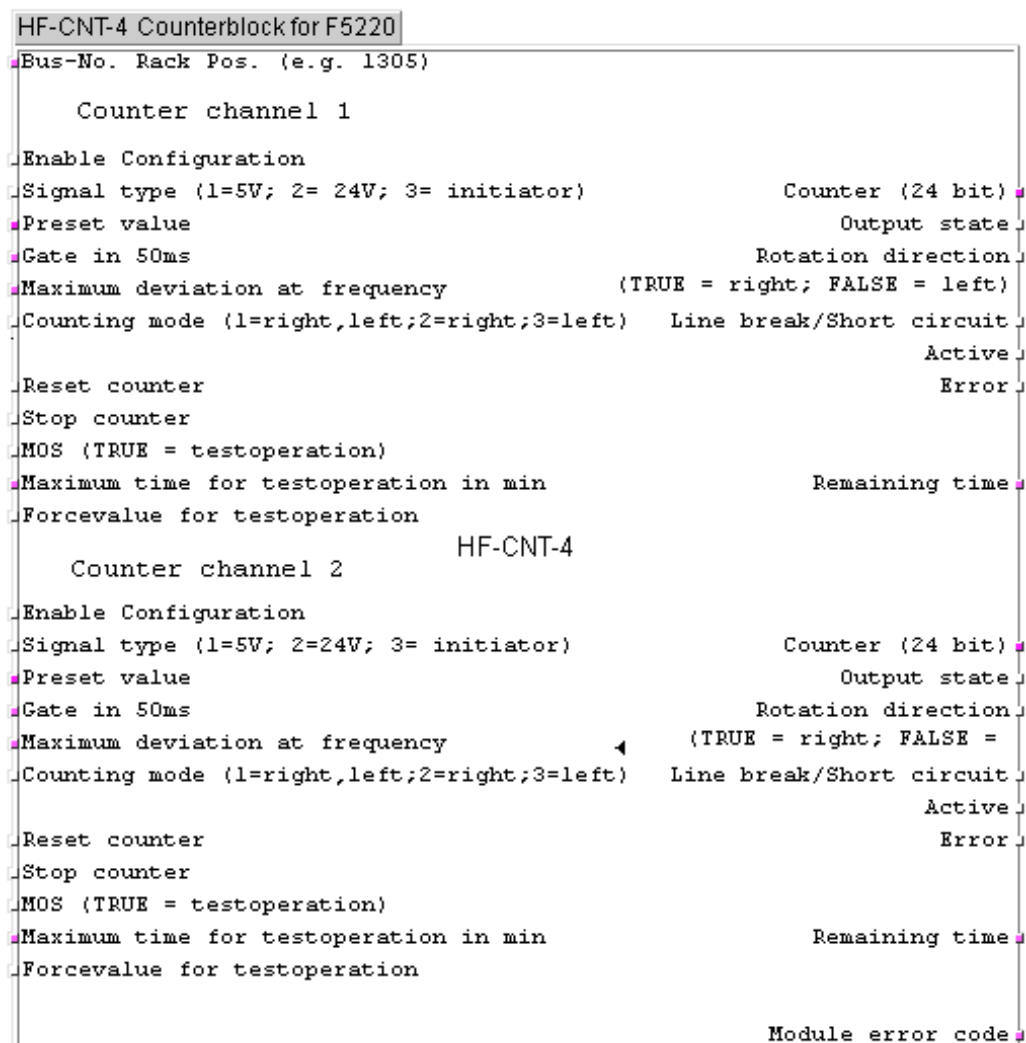 HF-CNT-4 Counterblock for F5220
Bus-No. Rack Pos. (e.g. 1305)
Counter channel 1
Enable Configuration
Signal type (1=5V; 2= 24V; 3= initiator) Counter (24 bit)
Preset value Output state
Gate in 50ms Rotation direction
Maximum deviation at frequency (TRUE = right; FALSE = left)
Counting mode (1=right,left;2=right;3=left) Line break/Short circuit
Active
Reset counter Error
Stop counter
MOS (TRUE = testoperation)
Maximum time for testoperation in min Remaining time
Forcevalue for testoperation
HF-CNT-4
Counter channel 2
Enable Configuration
Signal type (1=5V; 2=24V; 3= initiator) Counter (24 bit)
Preset value Output state
Gate in 50ms Rotation direction
Maximum deviation at frequency (TRUE = right; FALSE =
Counting mode (1=right,left;2=right;3=left) Line break/Short circuit
Active
Reset counter Error
Stop counter
MOS (TRUE = testoperation)
Maximum time for testoperation in min Remaining time
Forcevalue for testoperation
Module error code